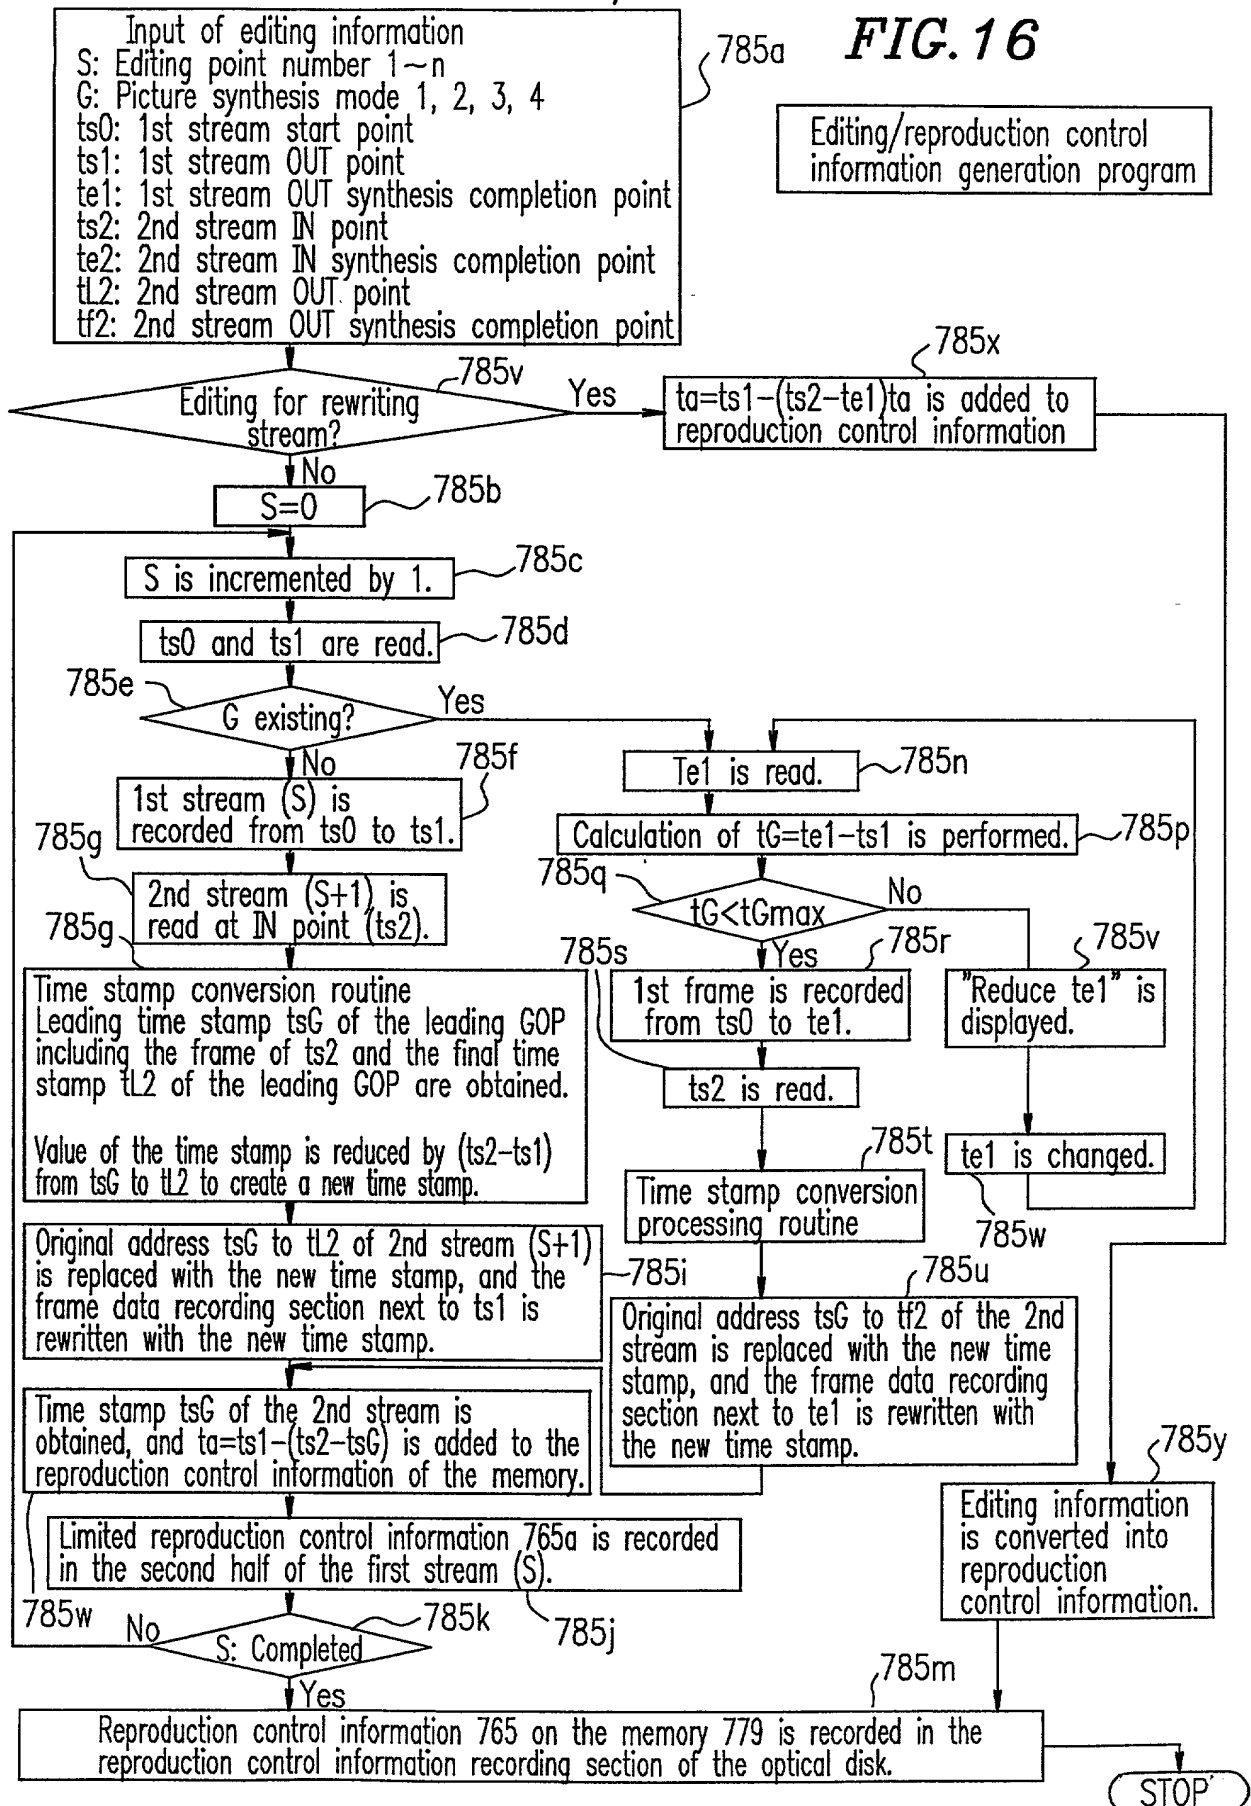 FIG.16
Input of editing information
S: Editing point number 1~n
G: Picture synthesis mode 1, 2, 3, 4
ts0: 1st stream start point
ts1: 1st stream OUT point
te1: 1st stream OUT synthesis completion point
ts2: 2nd stream IN point
te2: 2nd stream IN synthesis completion point
tL2: 2nd stream OUT point
tf2: 2nd stream OUT synthesis completion point
785a
Editing/reproduction control
information generation program
785v
Editing for rewriting
stream?
Yes
No
785x
ta=ts1-(ts2-te1)ta is added to
reproduction control information
S=0
785b
S is incremented by 1.
785c
ts0 and ts1 are read.
785d
785e
G existing?
Yes
No
785f
1st stream (S) is
recorded from ts0 to ts1.
785g
2nd stream (S+1) is
read at IN point (ts2).
785g
Time stamp conversion routine
Leading time stamp tsG of the leading GOP
including the frame of ts2 and the final time
stamp tL2 of the leading GOP are obtained.
Value of the time stamp is reduced by (ts2-ts1)
from tsG to tL2 to create a new time stamp.
Original address tsG to tL2 of 2nd stream (S+1)
is replaced with the new time stamp, and the
frame data recording section next to ts1 is
rewritten with the new time stamp.
785i
Time stamp tsG of the 2nd stream is
obtained, and ta=ts1-(ts2-tsG) is added to the
reproduction control information of the memory.
785w
Limited reproduction control information 765a is recorded
in the second half of the first stream (S).
785j
785k
S: Completed
No
Yes
Te1 is read.
785n
Calculation of tG=te1-ts1 is performed.
785p
785q
tG<tGmax
No
Yes
785r
1st frame is recorded
from ts0 to te1.
785s
ts2 is read.
785t
Time stamp conversion
processing routine
785u
Original address tsG to tf2 of the 2nd
stream is replaced with the new time
stamp, and the frame data recording
section next to te1 is rewritten with
the new time stamp.
785v
"Reduce te1" is
displayed.
te1 is changed.
785w
785y
Editing information
is converted into
reproduction
control information.
785m
Reproduction control information 765 on the memory 779 is recorded in the
reproduction control information recording section of the optical disk.
STOP